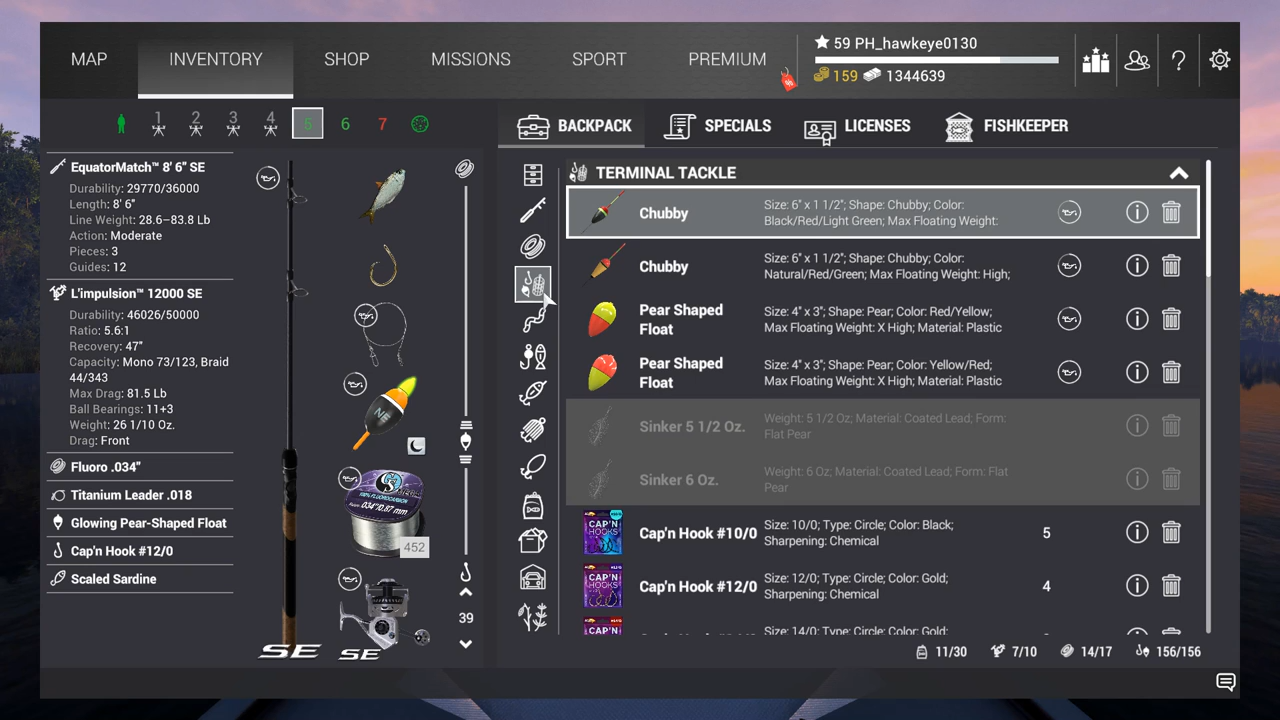 MAP
INVENTORY
SHOP
MISSIONS
SPORT
PREMIUM
59 PH_hawkeye0130
159 1344639
1
2
3
4
5
6
7
BACKPACK
SPECIALS
LICENSES
FISHKEEPER
EquatorMatch™ 8' 6" SE
Durability: 29770/36000
Length: 8' 6"
Line Weight: 28.6–83.8 Lb
Action: Moderate
Pieces: 3
Guides: 12
L'impulsion™ 12000 SE
Durability: 46026/50000
Ratio: 5.6:1
Recovery: 47"
Capacity: Mono 73/123, Braid
44/343
Max Drag: 81.5 Lb
Ball Bearings: 11+3
Weight: 26 1/10 Oz.
Drag: Front
Fluoro .034"
Titanium Leader .018
Glowing Pear-Shaped Float
Cap'n Hook #12/0
Scaled Sardine
SE
SE
452
39
TERMINAL TACKLE
Chubby
Size: 6" x 1 1/2"; Shape: Chubby; Color:
Black/Red/Light Green; Max Floating Weight:
Chubby
Size: 6" x 1 1/2"; Shape: Chubby; Color:
Natural/Red/Green; Max Floating Weight: High;
Pear Shaped
Float
Size: 4" x 3"; Shape: Pear; Color: Red/Yellow;
Max Floating Weight: X High; Material: Plastic
Pear Shaped
Float
Size: 4" x 3"; Shape: Pear; Color: Yellow/Red;
Max Floating Weight: X High; Material: Plastic
Sinker 5 1/2 Oz.
Weight: 5 1/2 Oz; Material: Coated Lead; Form:
Flat Pear
Sinker 6 Oz.
Weight: 6 Oz; Material: Coated Lead; Form: Flat
Pear
CAP'N HOOKS
Cap'n Hook #10/0
Size: 10/0; Type: Circle; Color: Black;
Sharpening: Chemical
5
CAP'N HOOKS
Cap'n Hook #12/0
Size: 12/0; Type: Circle; Color: Gold;
Sharpening: Chemical
4
Size: 14/0; Type: Circle; Color: Gold;
11/30
7/10
14/17
156/156